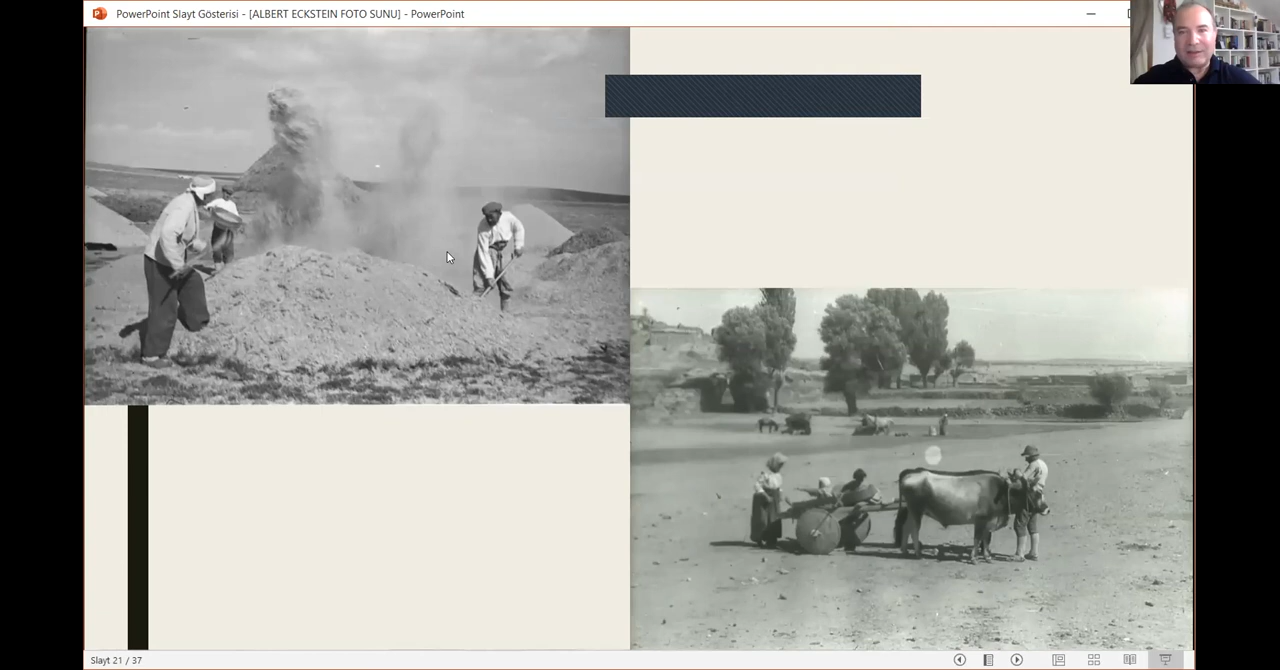 PowerPoint Slayt Gösterisi - [ALBERT ECKSTEIN FOTO SUNU] - PowerPoint
Slayt 21 / 37